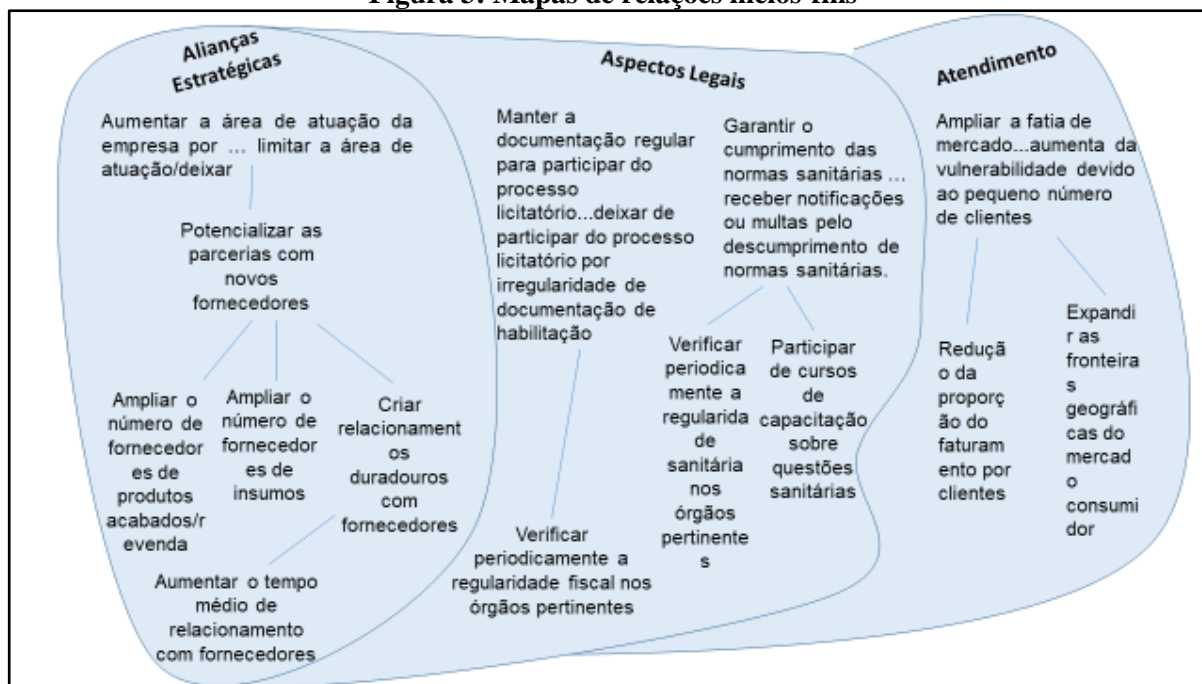 Figura 3: Mapas de relações meios-fins
Alianças
Estratégicas
Aumentar a área de atuação da
empresa por ... limitar a área de
atuação/deixar
Potencializar as
parcerias com
novos
fornecedores
Ampliar o
número de
fornecedor
es de
produtos
acabados/r
evenda
Ampliar o
número de
fornecedor
es de
insumos
Criar
relacionament
os
duradouros
com
fornecedores
Aumentar o tempo
médio de
relacionamento
com fornecedores
Aspectos Legais
Manter a
documentação regular
para participar do
processo
licitatório...deixar de
participar do processo
licitatório por
irregularidade de
documentação de
habilitação
Verificar
periodicamente a
regularidade fiscal nos
órgãos pertinentes
Garantir o
cumprimento das
normas sanitárias ...
receber notificações
ou multas pelo
descumprimento de
normas sanitárias.
Verificar
periodica
mente a
regularida
de
sanitária
nos
órgãos
pertinente
s
Participar
de cursos
de
capacitação
sobre
questões
sanitárias
Atendimento
Ampliar a fatia de
mercado...aumenta da
vulnerabilidade devido
ao pequeno número
de clientes
Reduçã
o da
proporç
ão do
faturam
ento por
clientes
Expandi
r as
fronteira
s
geográfi
cas do
mercad
o
consumi
dor